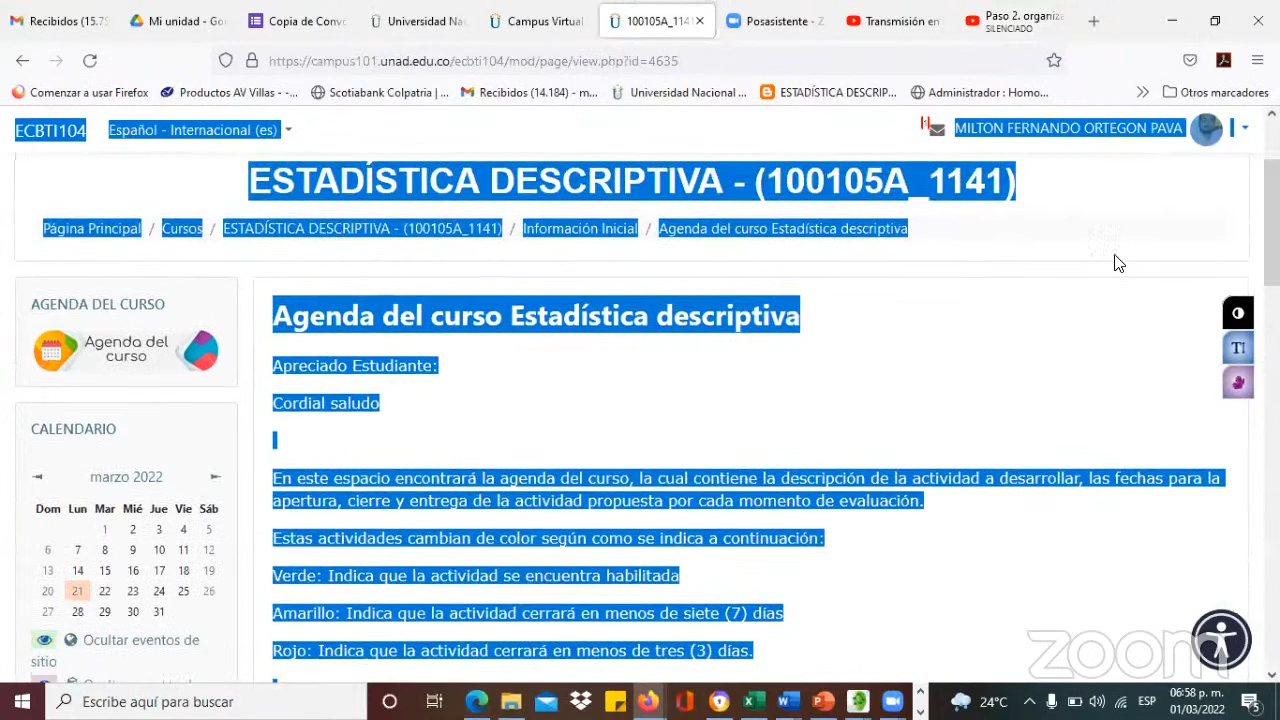 Recibidos (15.75
Mi unidad - Goo
Copia de Convo
Universidad Na
Campus Virtual
100105A_1141
Posasistente - Z
Transmisión en
Paso 2. organiza
SILENCIADO
https://campus101.unad.edu.co/ecbti104/mod/page/view.php?id=4635
Comenzar a usar Firefox
Productos AV Villas - -...
Scotiabank Colpatria |...
Recibidos (14.184) - m...
Universidad Nacional ...
ESTADÍSTICA DESCRIP...
Administrador : Homo...
Otros marcadores
ECBTI104
Español - Internacional (es)
MILTON FERNANDO ORTEGON PAVA
ESTADÍSTICA DESCRIPTIVA - (100105A_1141)
Página Principal / Cursos / ESTADÍSTICA DESCRIPTIVA - (100105A_1141) / Información Inicial / Agenda del curso Estadística descriptiva
AGENDA DEL CURSO
Agenda del
curso
CALENDARIO
marzo 2022
Dom Lun Mar Mié Jue Vie Sáb
1 2 3 4 5
6 7 8 9 10 11 12
13 14 15 16 17 18 19
20 21 22 23 24 25 26
27 28 29 30 31
Ocultar eventos de
sitio
Agenda del curso Estadística descriptiva
Apreciado Estudiante:
Cordial saludo
En este espacio encontrará la agenda del curso, la cual contiene la descripción de la actividad a desarrollar, las fechas para la
apertura, cierre y entrega de la actividad propuesta por cada momento de evaluación.
Estas actividades cambian de color según como se indica a continuación:
Verde: Indica que la actividad se encuentra habilitada
Amarillo: Indica que la actividad cerrará en menos de siete (7) días
Rojo: Indica que la actividad cerrará en menos de tres (3) días.
zoom
Escribe aquí para buscar
24°C
ESP
06:58 p. m.
01/03/2022
5